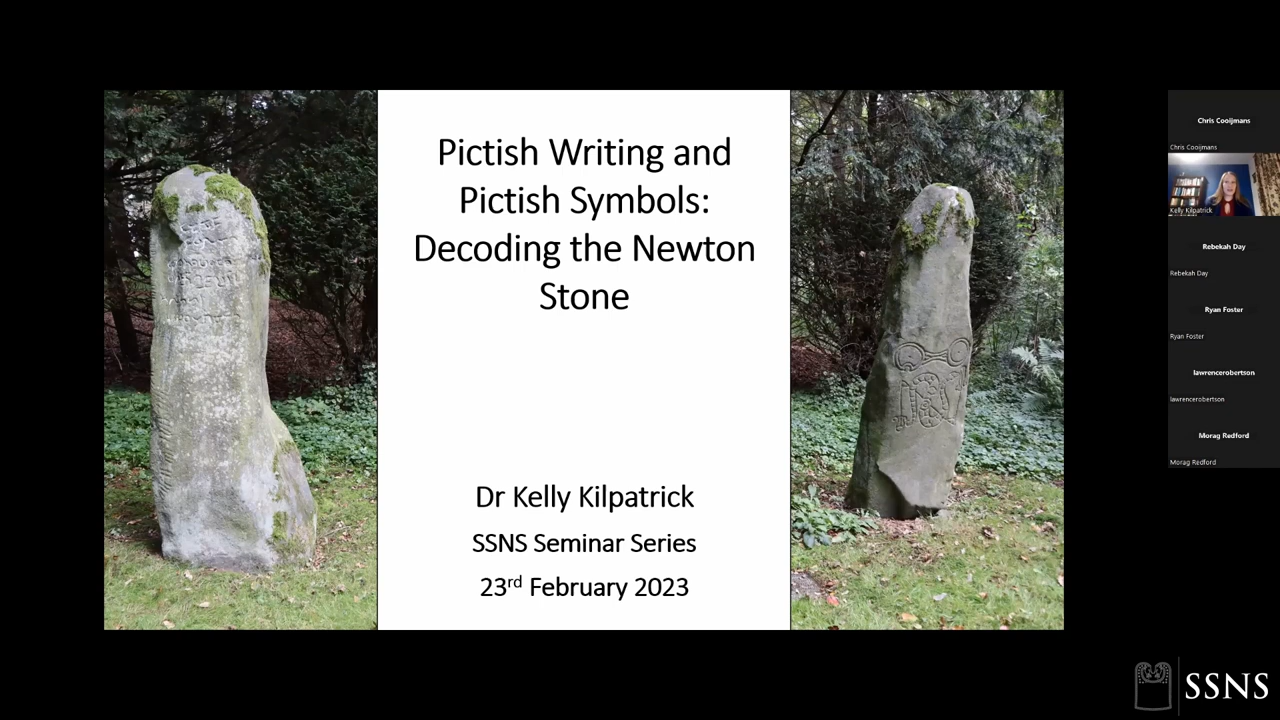 Pictish Writing and
Pictish Symbols:
Decoding the Newton
Stone
Dr Kelly Kilpatrick
SSNS Seminar Series
23rd February 2023
Chris Cooijmans
Chris Cooijmans
Kelly Kilpatrick
Rebekah Day
Rebekah Day
Ryan Foster
Ryan Foster
lawrencerobertson
lawrencerobertson
Morag Redford
Morag Redford
SSNS